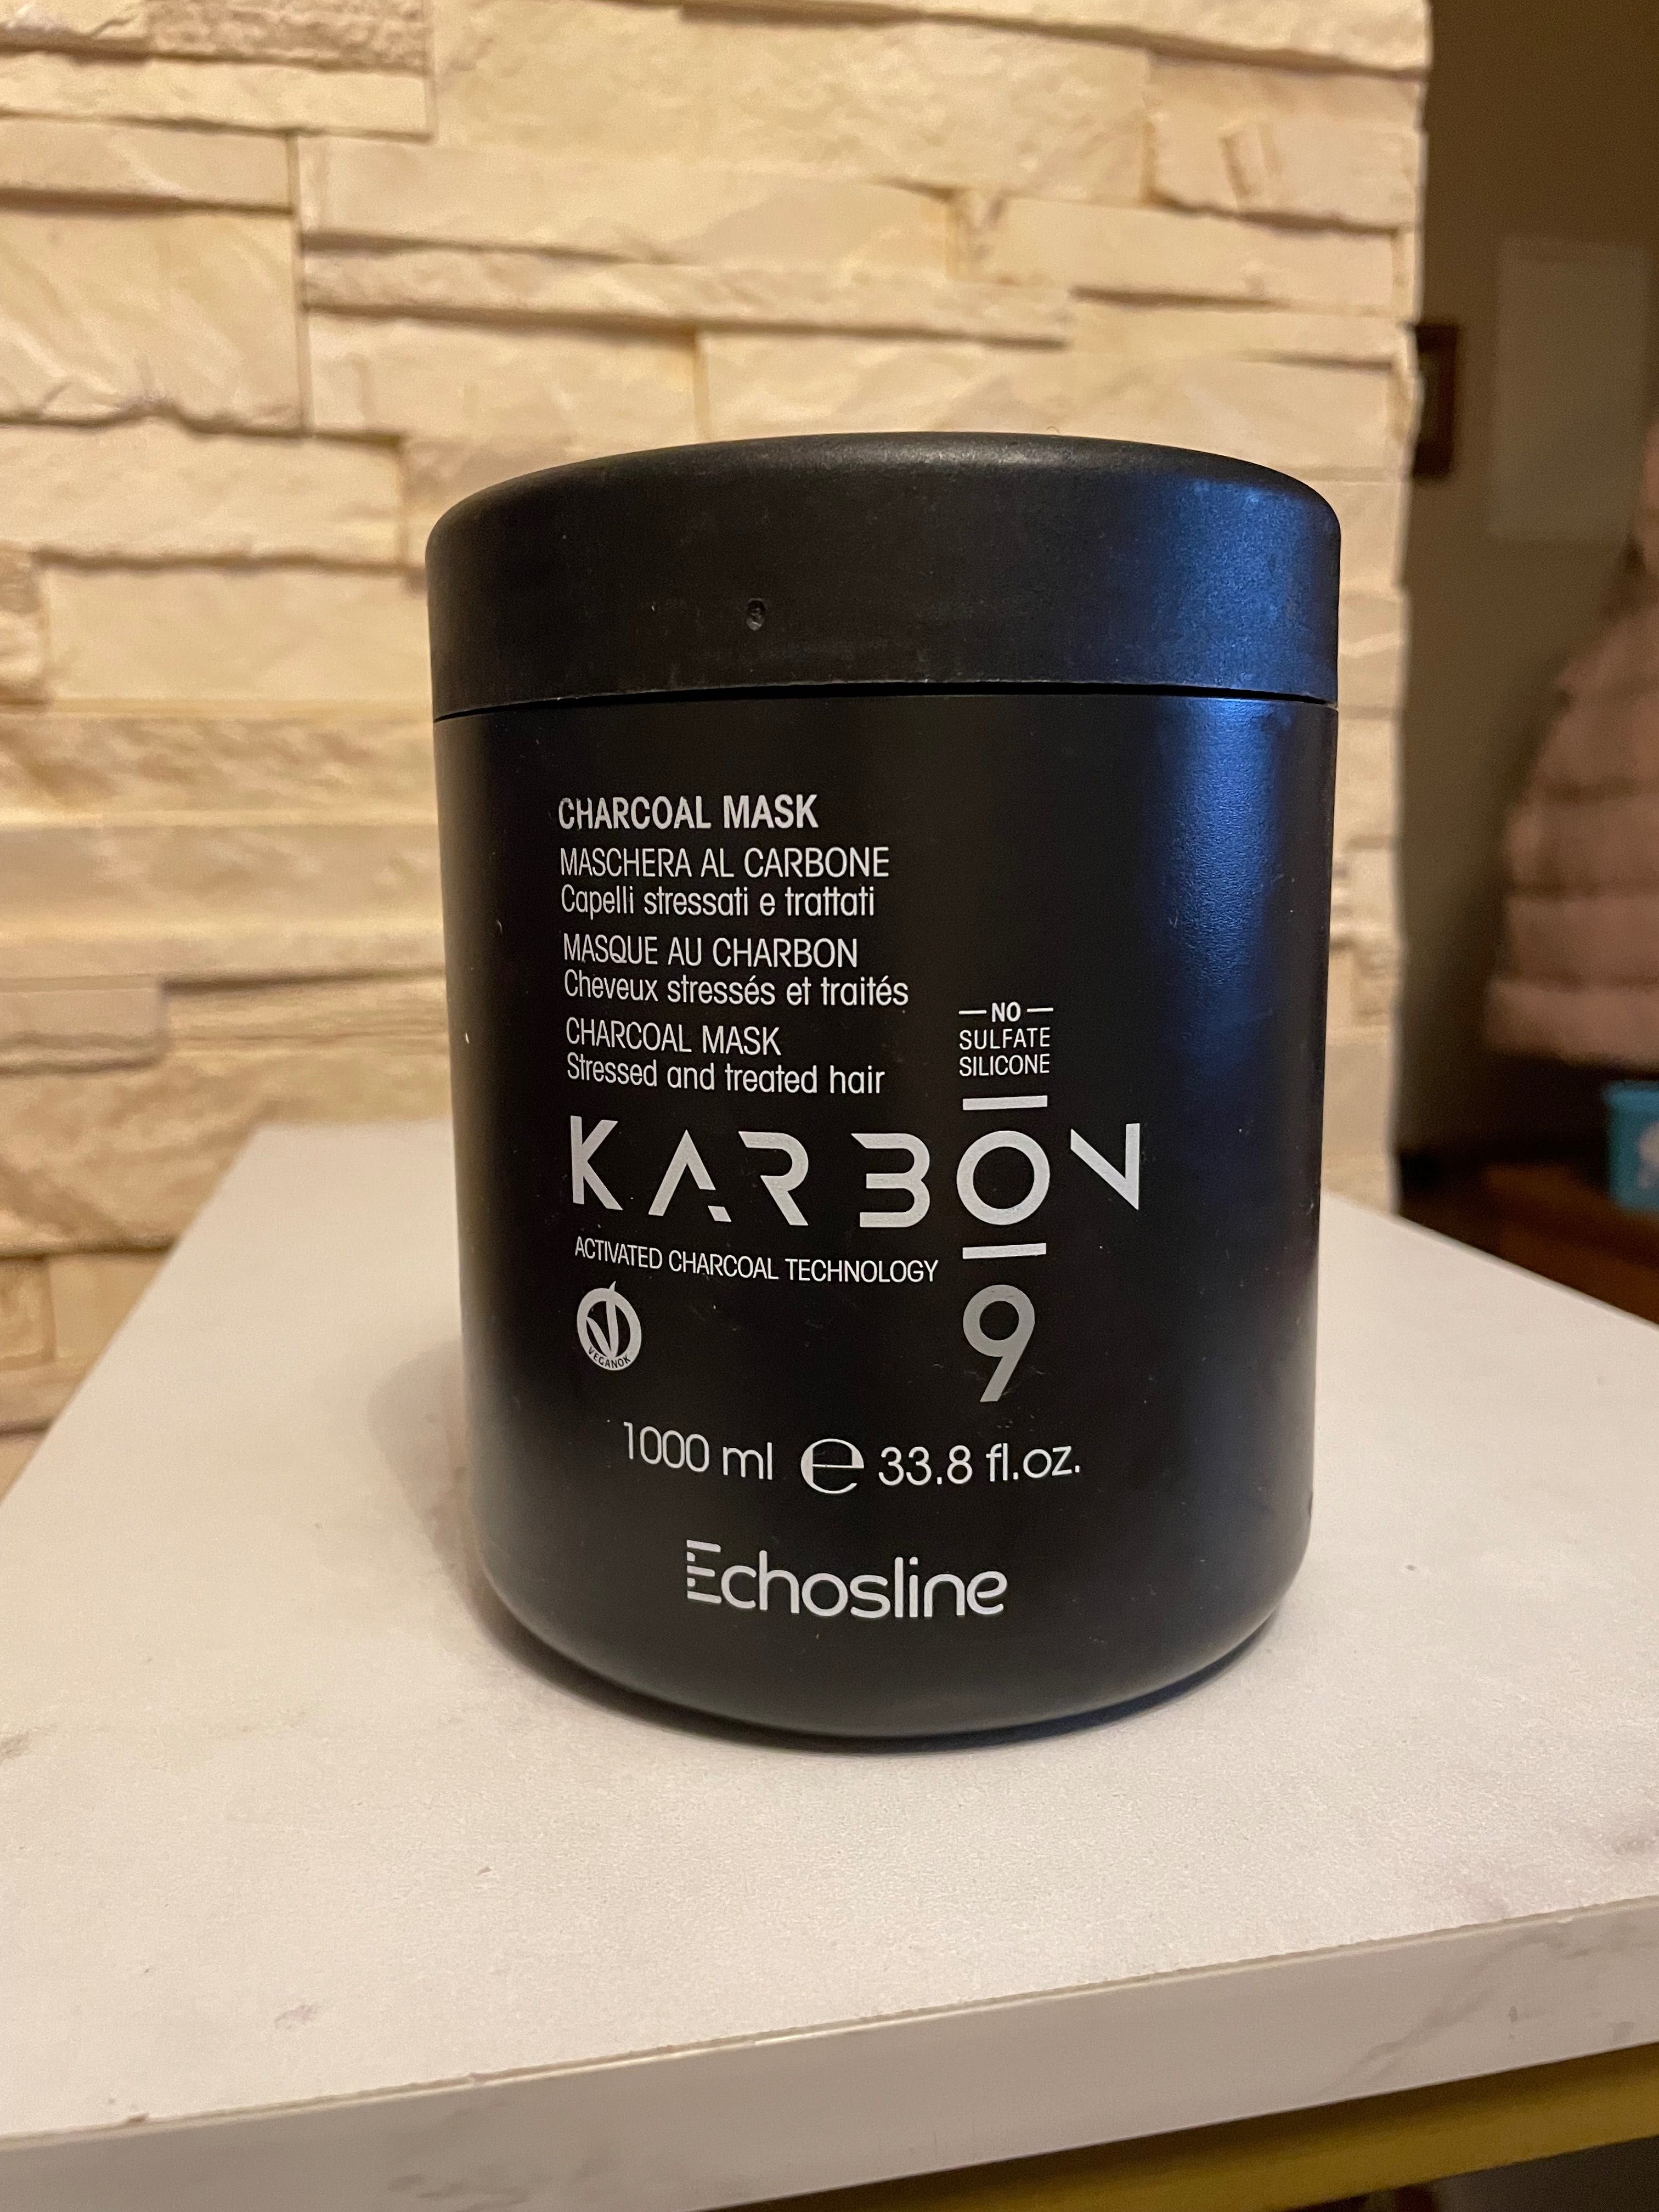 CHARCOAL MASK
MASCHERA AL CARBONE
Capelli stressati e trattati
MASQUE AU CHARBON
Cheveux stressés et traités
CHARCOAL MASK
Stressed and treated hair
NO
SULFATE
SILICONE
KARBON
ACTIVATED CHARCOAL TECHNOLOGY
9
VEGANOK
1000 ml e 33.8 fl.oz.
Echosline